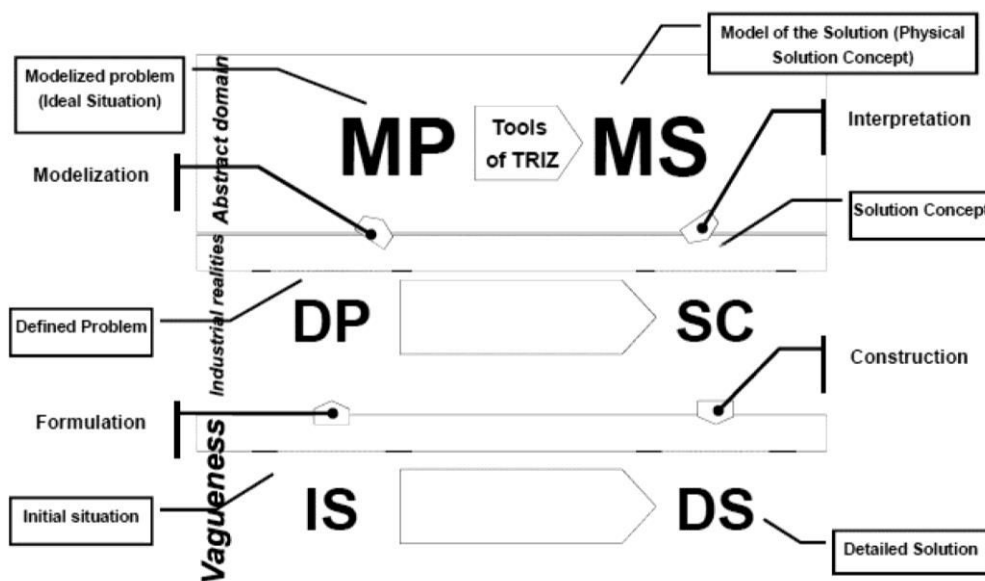 Model of the Solution (Physical
Solution Concept)
Modelized problem
(Ideal Situation)
Abstract domain
MP
Tools
of TRIZ
MS
Interpretation
Modelization
Solution Concept
Industrial realities
Defined Problem
DP
SC
Construction
Formulation
Vagueness
Initial situation
IS
DS
Detailed Solution